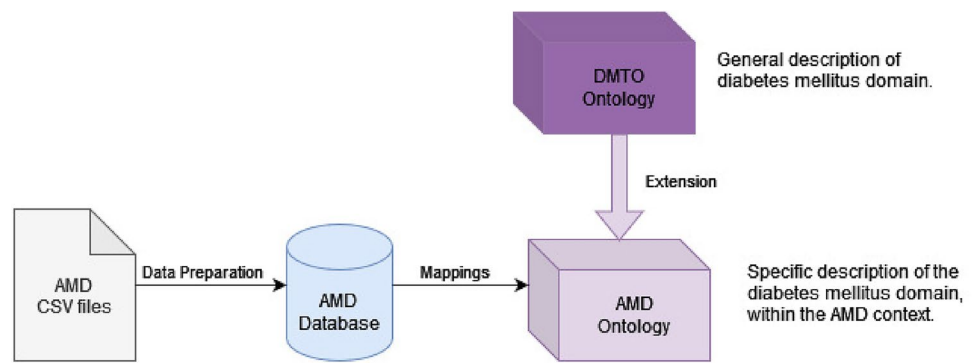 DMTO
Ontology
General description of
diabetes mellitus domain.
Extension
AMD
CSV files
Data Preparation
AMD
Database
Mappings
AMD
Ontology
Specific description of the
diabetes mellitus domain,
within the AMD context.